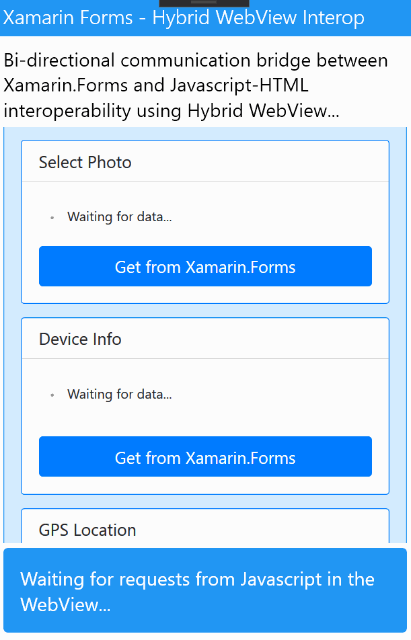 Xamarin Forms - Hybrid WebView Interop
Bi-directional communication bridge between
Xamarin.Forms and Javascript-HTML
interoperability using Hybrid WebView...
Select Photo
Waiting for data...
Get from Xamarin.Forms
Device Info
Waiting for data...
Get from Xamarin.Forms
GPS Location
Waiting for requests from Javascript in the
WebView...